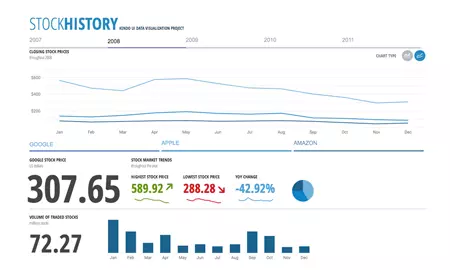 STOCKHISTORY KENDO UI DATA VISUALIZATION PROJECT
2007 2008 2009 2010 2011
CLOSING STOCK PRICES
throughout 2008
CHART TYPE
$600
$400
$200
Jan Feb Mar Apr May Jun Jul Aug Sep Oct Nov Dec
GOOGLE APPLE AMAZON
GOOGLE STOCK PRICE
US dollars
307.65
STOCK MARKET TRENDS
throughout the year
HIGHEST STOCK PRICE
589.92
LOWEST STOCK PRICE
288.28
YOY CHANGE
-42.92%
VOLUME OF TRADED STOCKS
million stocks
72.27
Jan Feb Mar Apr May Jun Jul Aug Sep Oct Nov Dec